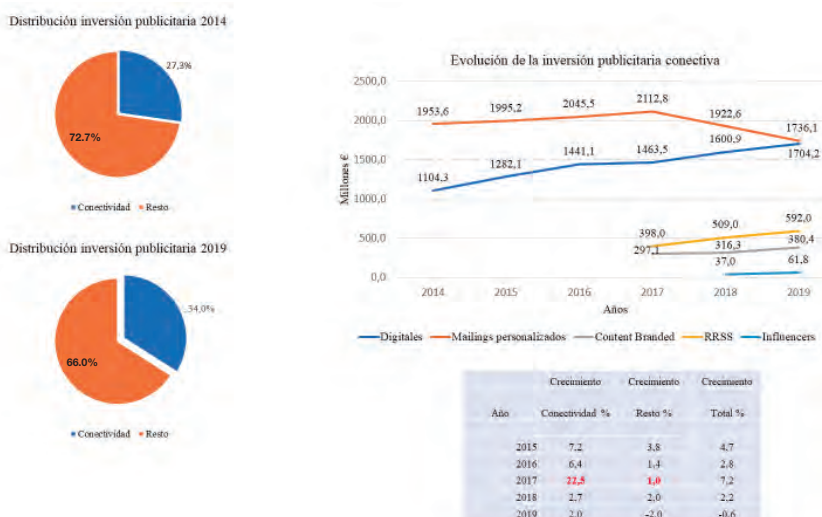 Distribución inversión publicitaria 2014
27,3%
72.7%
Conectividad Resto
Distribución inversión publicitaria 2019
34,0%
66.0%
Conectividad Resto
Evolución de la inversión publicitaria conectiva
Millones €
2500,0
2000,0
1500,0
1000,0
500,0
0,0
1953,6 1995,2 2045,5 2112,8 1922,6 1736,1
1104,3 1282,1 1441,1 1463,5 1600,9 1704,2
398,0 509,0 592,0
297,1 316,3 380,4
37,0 61,8
2014 2015 2016 2017 2018 2019
Años
Digitales Mailings personalizados Content Branded RRSS Influencers
Crecimiento Crecimiento Crecimiento
Año Conectividad % Resto % Total %
2015 7,2 3,8 4,7
2016 6,4 1,4 2,8
2017 22,5 1,0 7,2
2018 2,7 2,0 2,2
2019 2,0 -2,0 -0,6